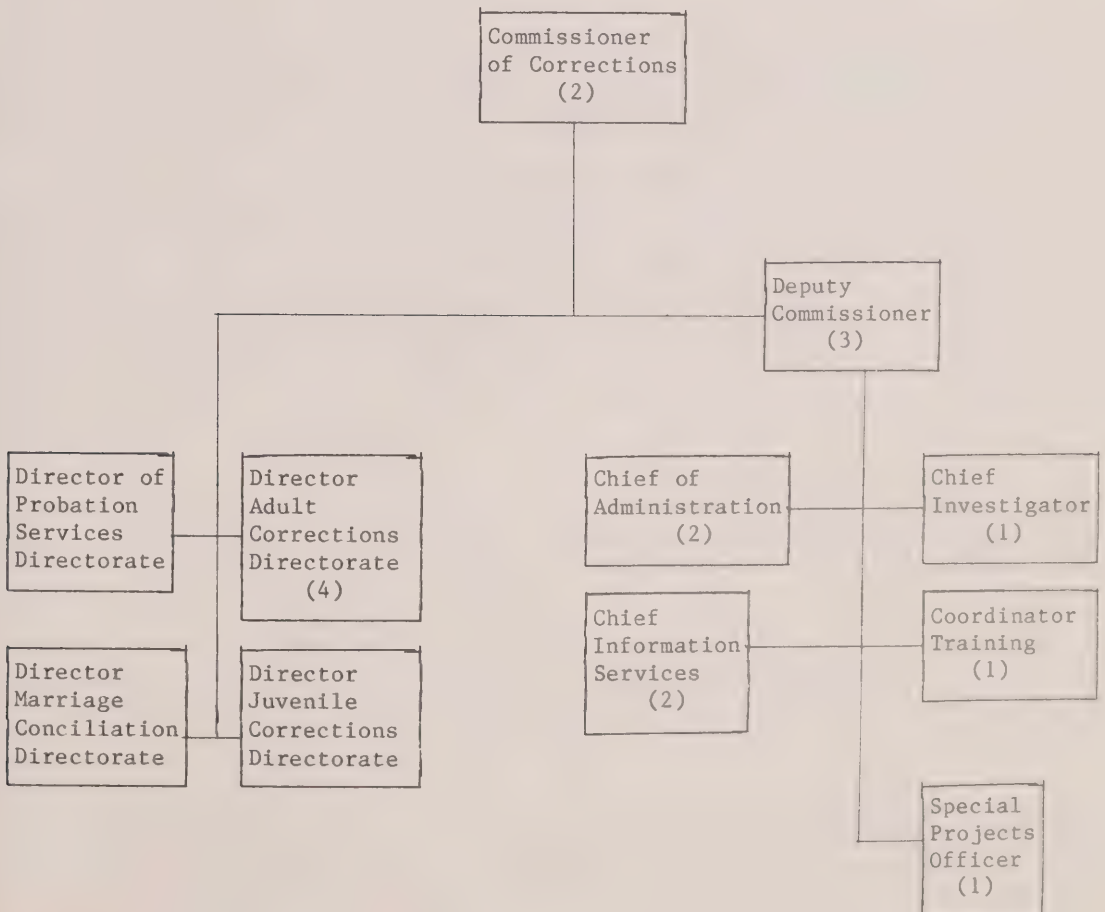 Commissioner
of Corrections
(2)
Deputy
Commissioner
(3)
Director of
Probation
Services
Directorate
Director
Adult
Corrections
Directorate
(4)
Director
Marriage
Conciliation
Directorate
Director
Juvenile
Corrections
Directorate
Chief of
Administration
(2)
Chief
Investigator
(1)
Chief
Information
Services
(2)
Coordinator
Training
(1)
Special
Projects
Officer
(1)